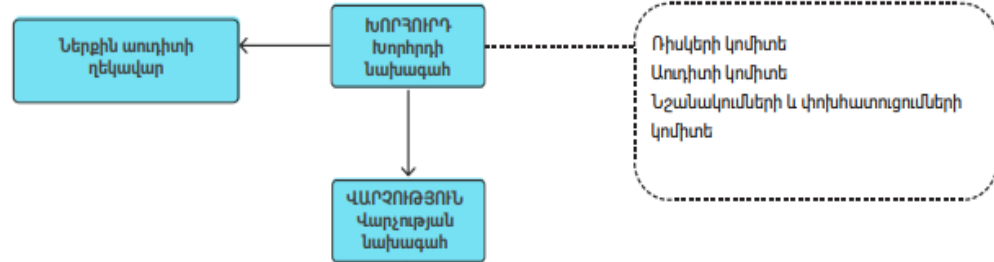 Ներքին աուդիտի
ղեկավար
ԽՈՐՀՈՒՐԴ
Խորհրդի
նախագահ
Ռիսկերի կոմիտե
Աուդիտի կոմիտե
Նշանակումների և փոխհատուցումների
կոմիտե
ՎԱՐՉՈՒԹՅՈՒՆ
Վարչության
նախագահ